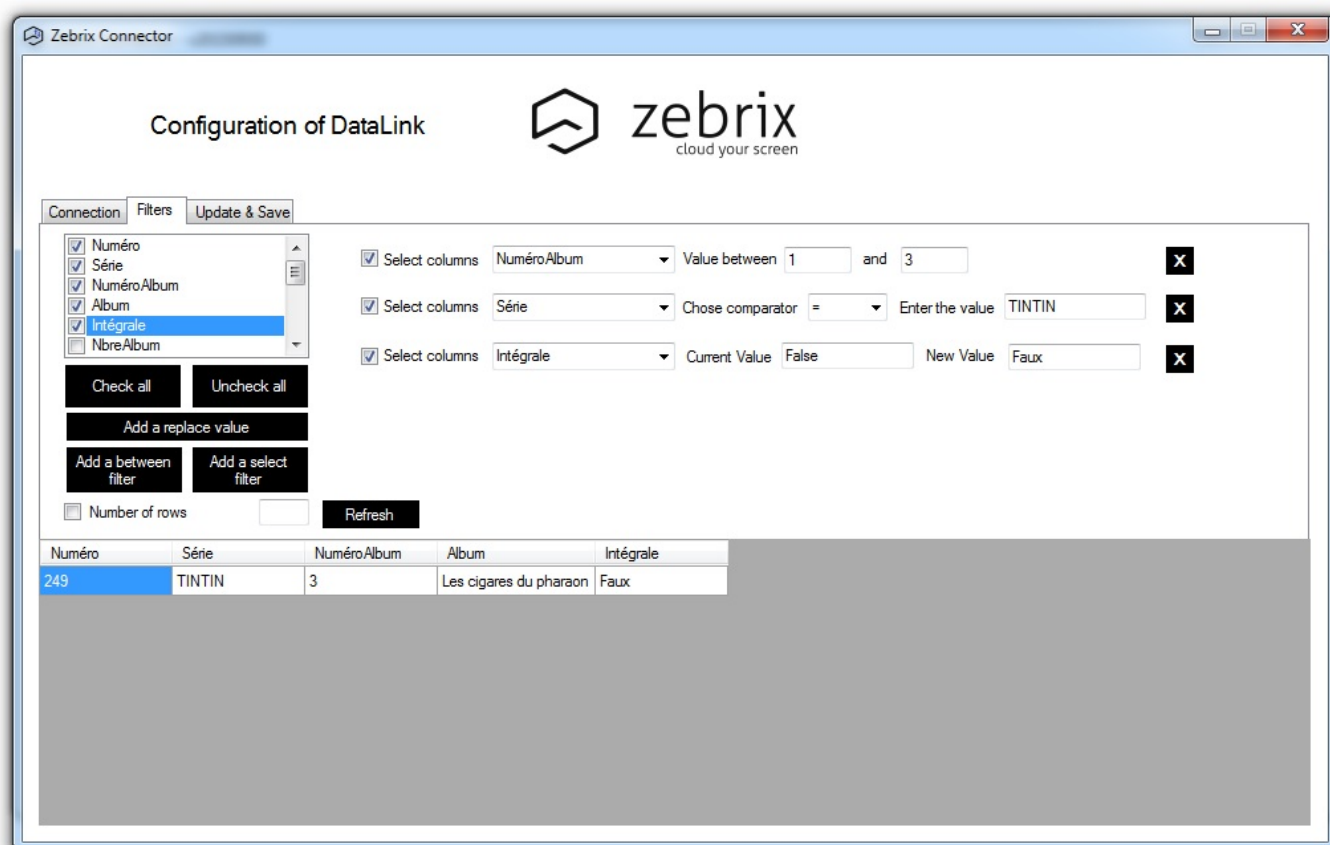 Zebrix Connector
Configuration of DataLink
zebrix
cloud your screen
Connection Filters Update & Save
Numéro
Série
NuméroAlbum
Album
Intégrale
NbreAlbum
Select columns NuméroAlbum Value between 1 and 3 X
Select columns Série Chose comparator = Enter the value TINTIN X
Select columns Intégrale Current Value False New Value Faux X
Check all Uncheck all
Add a replace value
Add a between filter Add a select filter
Number of rows Refresh
Numéro Série NuméroAlbum Album Intégrale
249 TINTIN 3 Les cigares du pharaon Faux